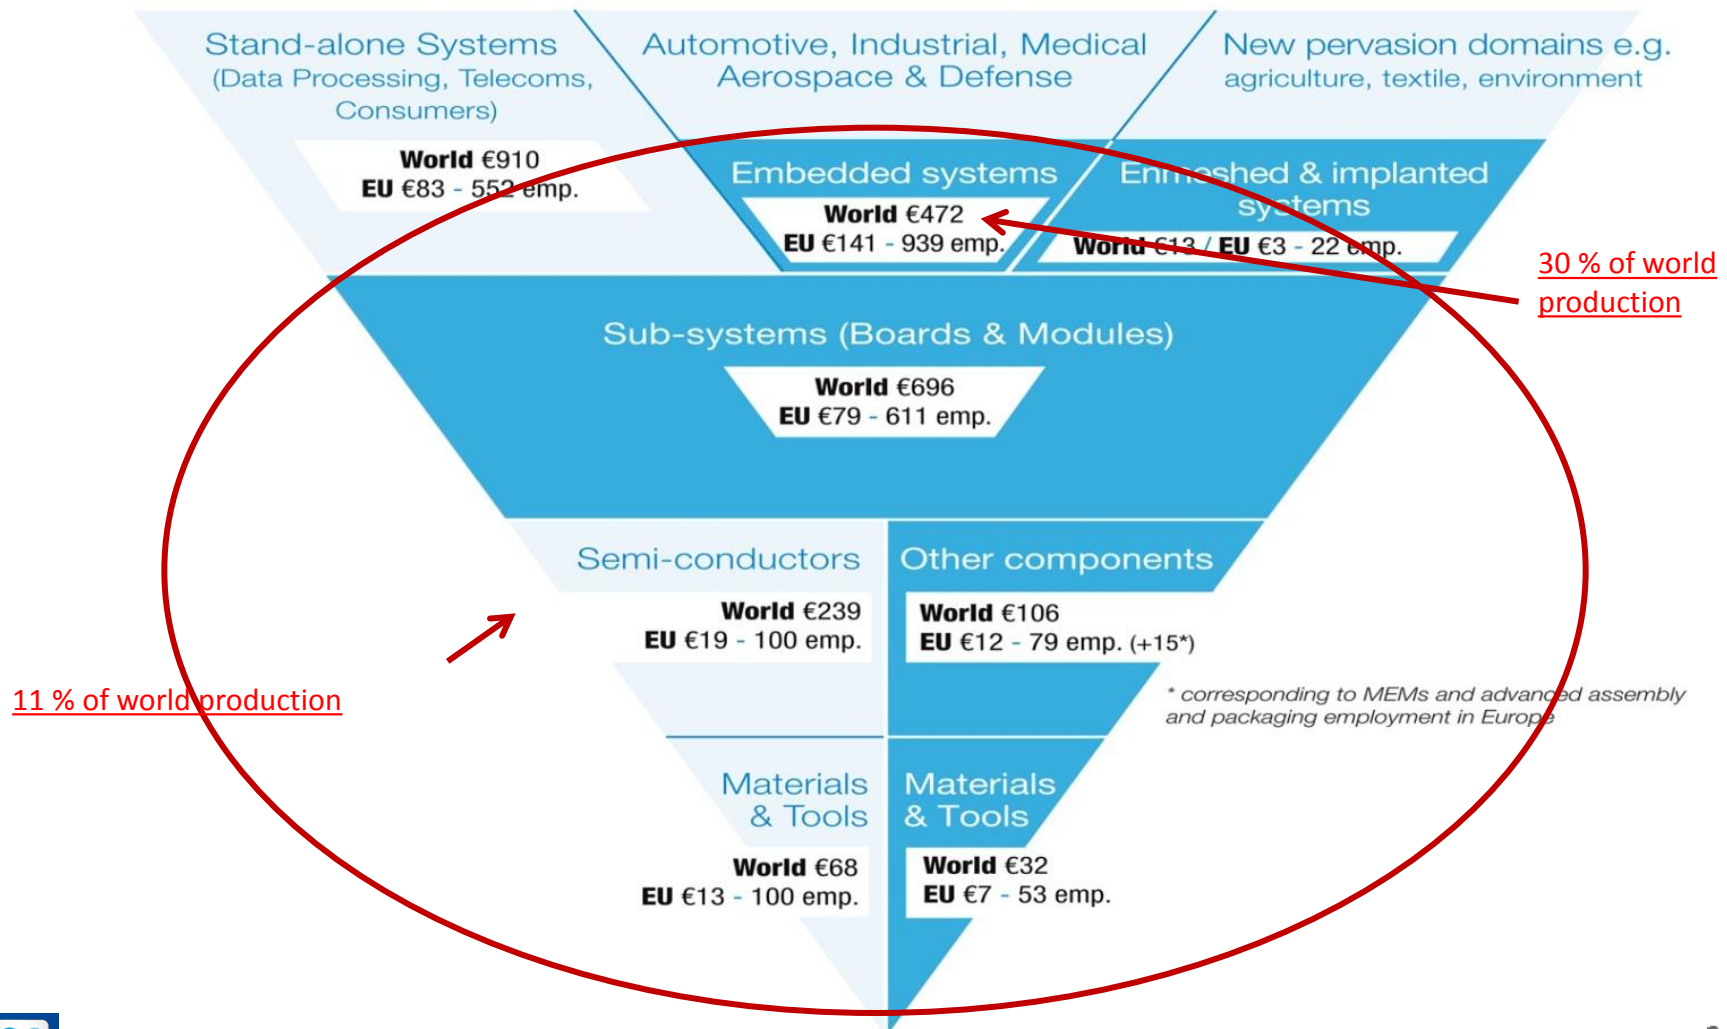 Stand-alone Systems
(Data Processing, Telecoms,
Consumers)
World €910
EU €83 - 552 emp.
Automotive, Industrial, Medical
Aerospace & Defense
New pervasion domains e.g.
agriculture, textile, environment
Embedded systems
World €472
EU €141 - 939 emp.
Enmeshed & implanted
systems
World €13 / EU €3 - 22 emp.
30 % of world
production
Sub-systems (Boards & Modules)
World €696
EU €79 - 611 emp.
Semi-conductors
World €239
EU €19 - 100 emp.
Other components
World €106
EU €12 - 79 emp. (+15*)
11 % of world production
* corresponding to MEMs and advanced assembly
and packaging employment in Europe
Materials
& Tools
World €68
EU €13 - 100 emp.
Materials
& Tools
World €32
EU €7 - 53 emp.